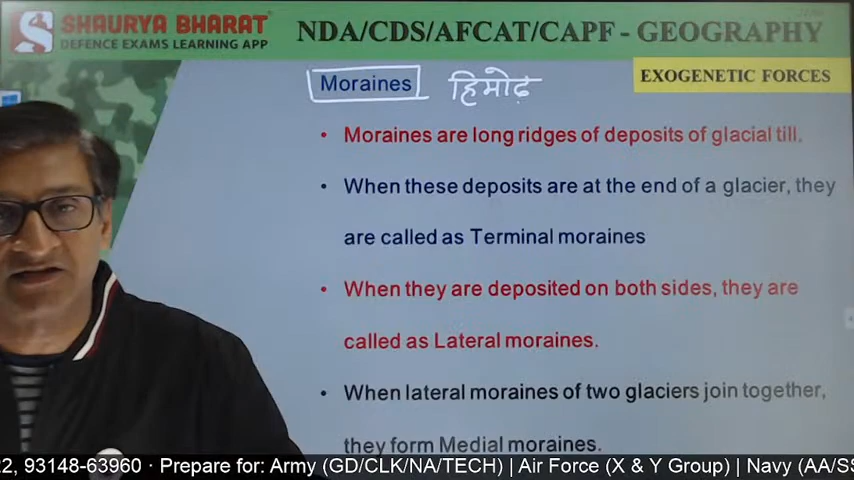 SHAURYA BHARAT
DEFENCE EXAMS LEARNING APP
NDA/CDS/AFCAT/CAPF - GEOGRAPHY
EXOGENETIC FORCES
Moraines हिमोढ़
• Moraines are long ridges of deposits of glacial till.
• When these deposits are at the end of a glacier, they
are called as Terminal moraines
• When they are deposited on both sides, they are
called as Lateral moraines.
• When lateral moraines of two glaciers join together,
they form Medial moraines.
2, 93148-63960 · Prepare for: Army (GD/CLK/NA/TECH) | Air Force (X & Y Group) | Navy (AA/SS